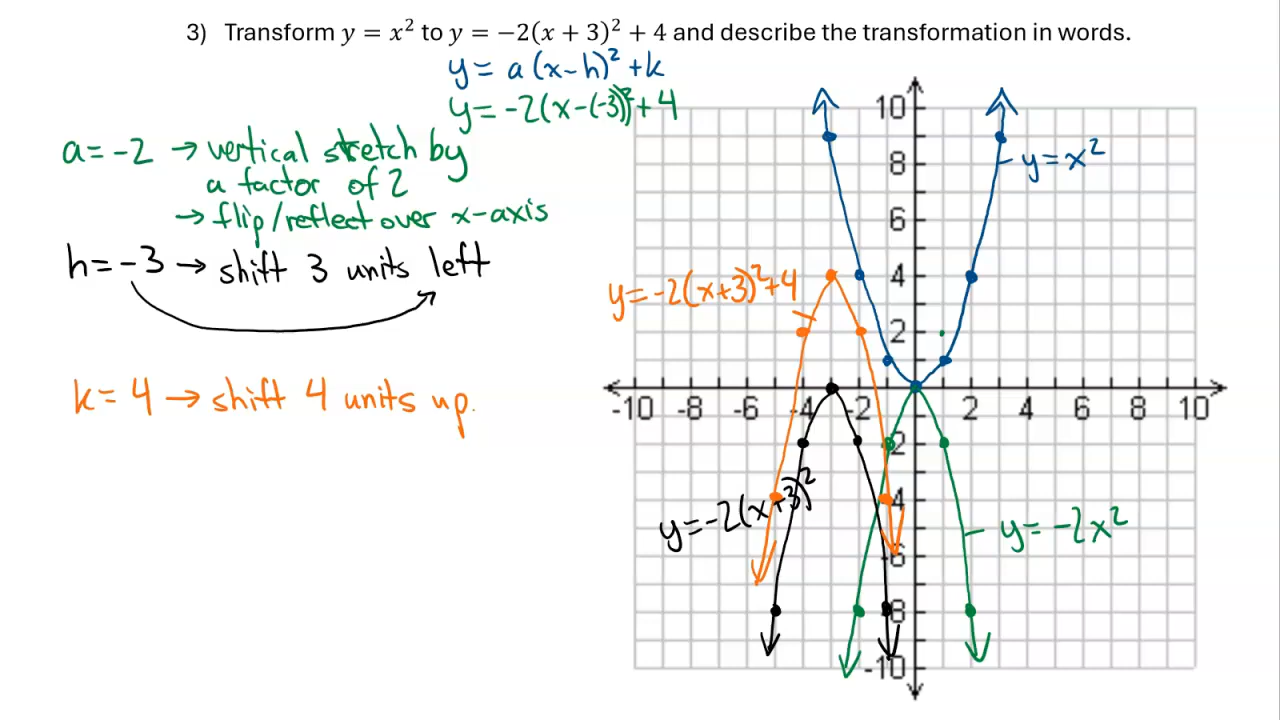 3) Transform y = x² to y = −2(x + 3)² + 4 and describe the transformation in words.
y = a(x-h)² + k
y = -2(x-(-3))² + 4
a = -2 → vertical stretch by
a factor of 2
→ flip/reflect over x-axis
h = -3 → shift 3 units left
k = 4 → shift 4 units up.
y = x²
y = -2(x+3)² + 4
y = -2(x+3)²
y = -2x²
10
8
6
4
2
-10 -8 -6 -4 -2 2 4 6 8 10
-2
-4
-6
-8
-10